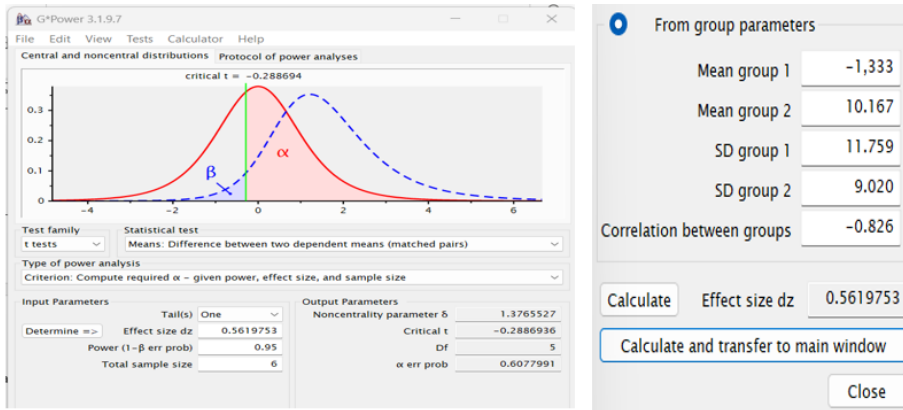 G*Power 3.1.9.7
File Edit View Tests Calculator Help
Central and noncentral distributions Protocol of power analyses
critical t = -0.288694
0.3
0.2
0.1
0
α
β
-4 -2 0 2 4 6
Test family Statistical test
t tests Means: Difference between two dependent means (matched pairs)
Type of power analysis
Criterion: Compute required α - given power, effect size, and sample size
Input Parameters
Tail(s) One
Determine => Effect size dz 0.5619753
Power (1-β err prob) 0.95
Total sample size 6
Output Parameters
Noncentrality parameter δ 1.3765527
Critical t -0.2886936
Df 5
α err prob 0.6077991
From group parameters
Mean group 1 -1,333
Mean group 2 10.167
SD group 1 11.759
SD group 2 9.020
Correlation between groups -0.826
Calculate Effect size dz 0.5619753
Calculate and transfer to main window
Close